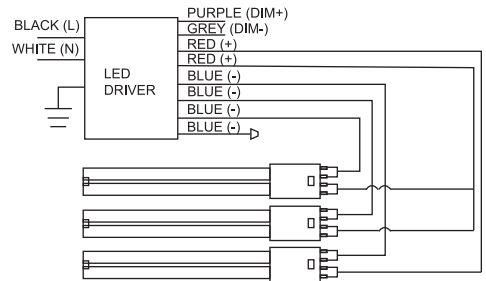 PURPLE (DIM+)
BLACK (L)
GREY (DIM-)
RED (+)
WHITE (N)
RED (+)
LED
DRIVER
BLUE (-)
BLUE (-)
BLUE (-)
BLUE (-)